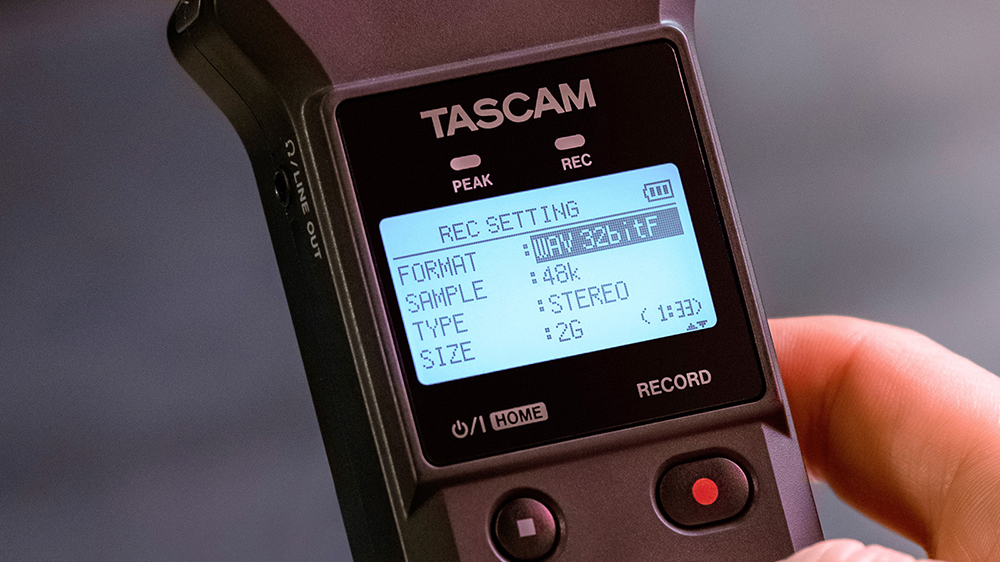 TASCAM
PEAK REC
REC SETTING
FORMAT :WAV 32bitF
SAMPLE :48k
TYPE :STEREO
SIZE :2G ( 1:33)
/LINE OUT
/I HOME
RECORD